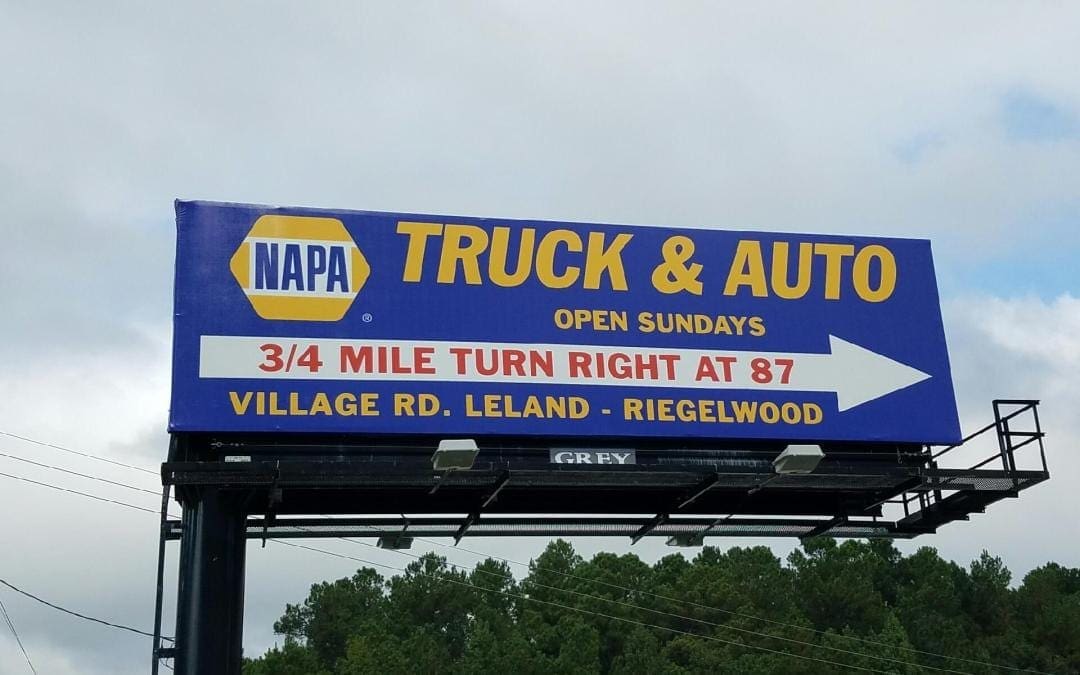 NAPA
®
TRUCK & AUTO
OPEN SUNDAYS
3/4 MILE TURN RIGHT AT 87
VILLAGE RD. LELAND - RIEGELWOOD
GREY